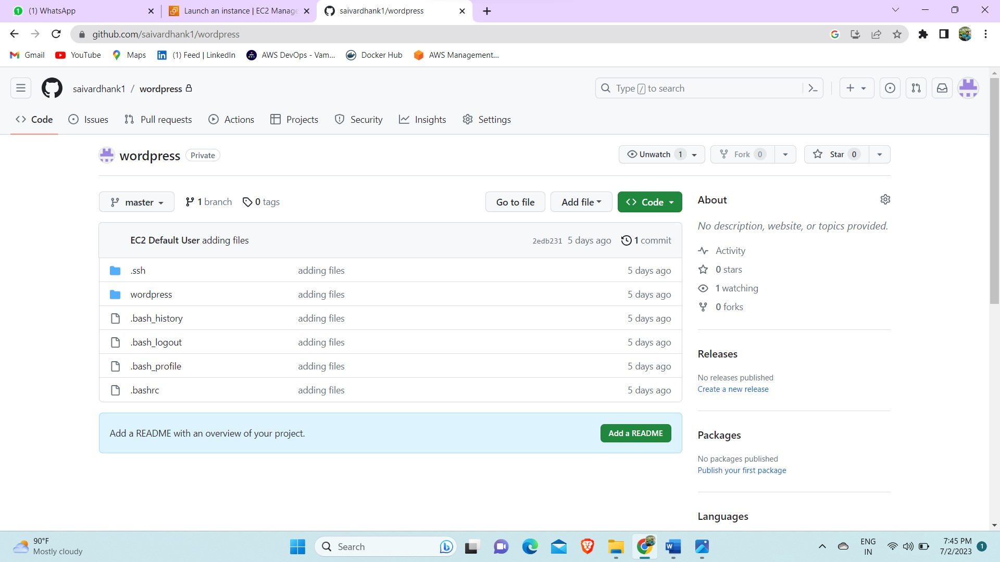 (1) WhatsApp
Launch an instance | EC2 Manage
saivardhank1/wordpress
github.com/saivardhank1/wordpress
Gmail
YouTube
Maps
(1) Feed | LinkedIn
AWS DevOps - Vam...
Docker Hub
AWS Management...
saivardhank1 / wordpress
Type / to search
Code
Issues
Pull requests
Actions
Projects
Security
Insights
Settings
wordpress Private
Unwatch 1
Fork 0
Star 0
master
1 branch
0 tags
Go to file
Add file
Code
EC2 Default User adding files
2edb231 5 days ago
1 commit
.ssh adding files 5 days ago
wordpress adding files 5 days ago
.bash_history adding files 5 days ago
.bash_logout adding files 5 days ago
.bash_profile adding files 5 days ago
.bashrc adding files 5 days ago
Add a README with an overview of your project.
Add a README
About
No description, website, or topics provided.
Activity
0 stars
1 watching
0 forks
Releases
No releases published
Create a new release
Packages
No packages published
Publish your first package
Languages
90°F
Mostly cloudy
Search
ENG
IN
7:45 PM
7/2/2023
1